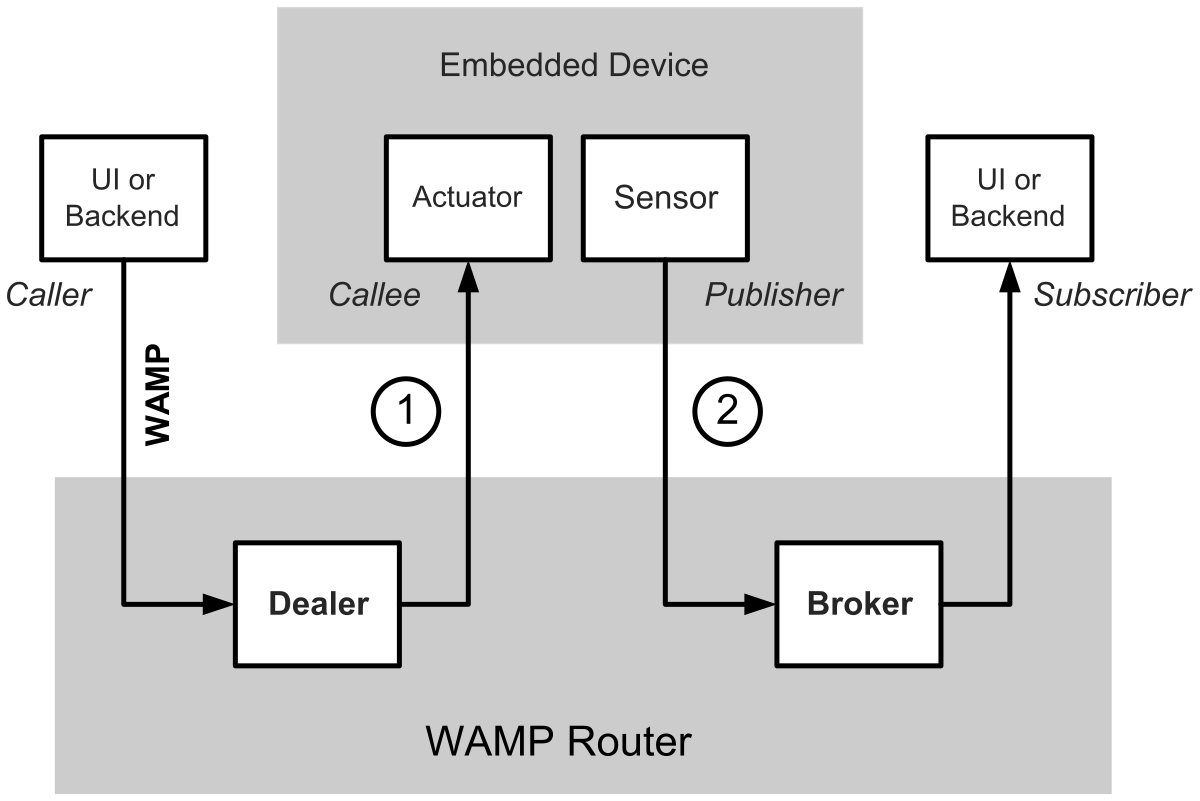 Embedded Device
UI or
Backend
Actuator
Sensor
UI or
Backend
Caller
Callee
Publisher
Subscriber
WAMP
1
2
Dealer
Broker
WAMP Router